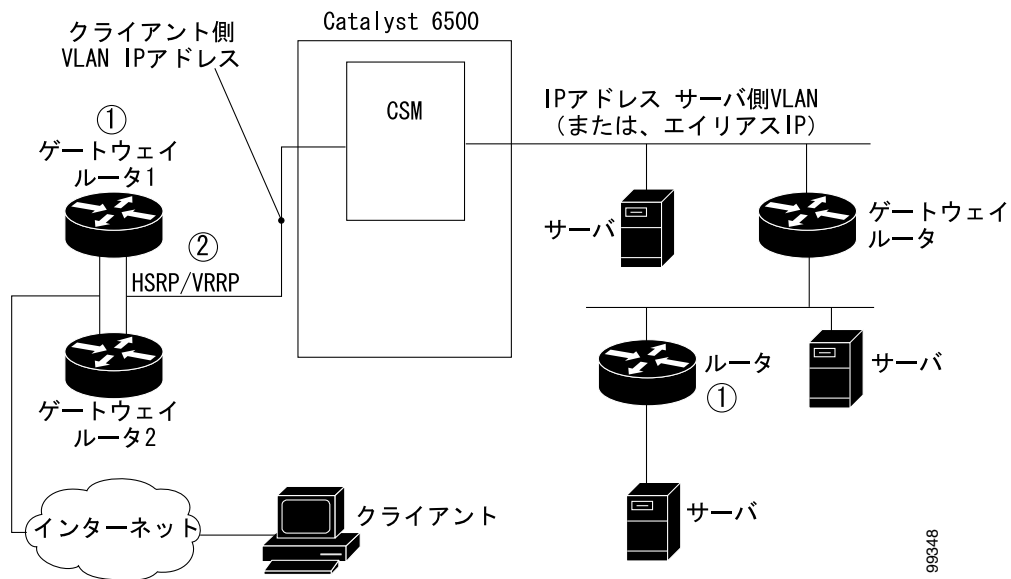 クライアント側
VLAN IPアドレス
Catalyst 6500
CSM
IPアドレス サーバ側VLAN
(または、エイリアスIP)
①
ゲートウェイ
ルータ1
②
HSRP/VRRP
サーバ
ゲートウェイ
ルータ
ゲートウェイ
ルータ2
ルータ
①
サーバ
インターネット
クライアント
サーバ
99348